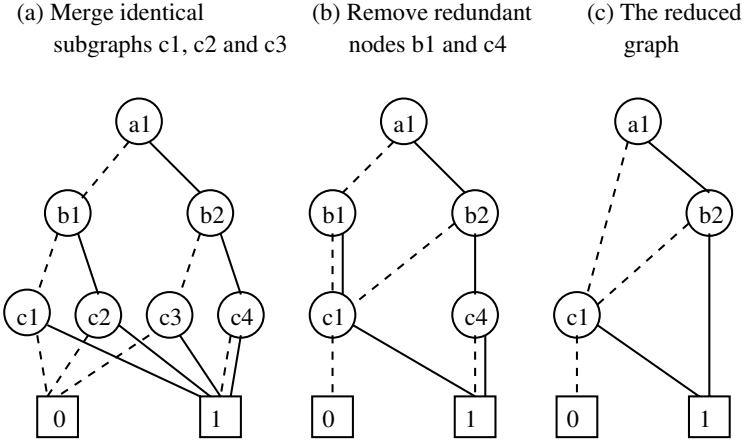 (a) Merge identical
subgraphs c1, c2 and c3
(b) Remove redundant
nodes b1 and c4
(c) The reduced
graph
a1
b1
b2
c1
c2
c3
c4
0
1
a1
b1
b2
c1
c4
0
1
a1
b2
c1
0
1